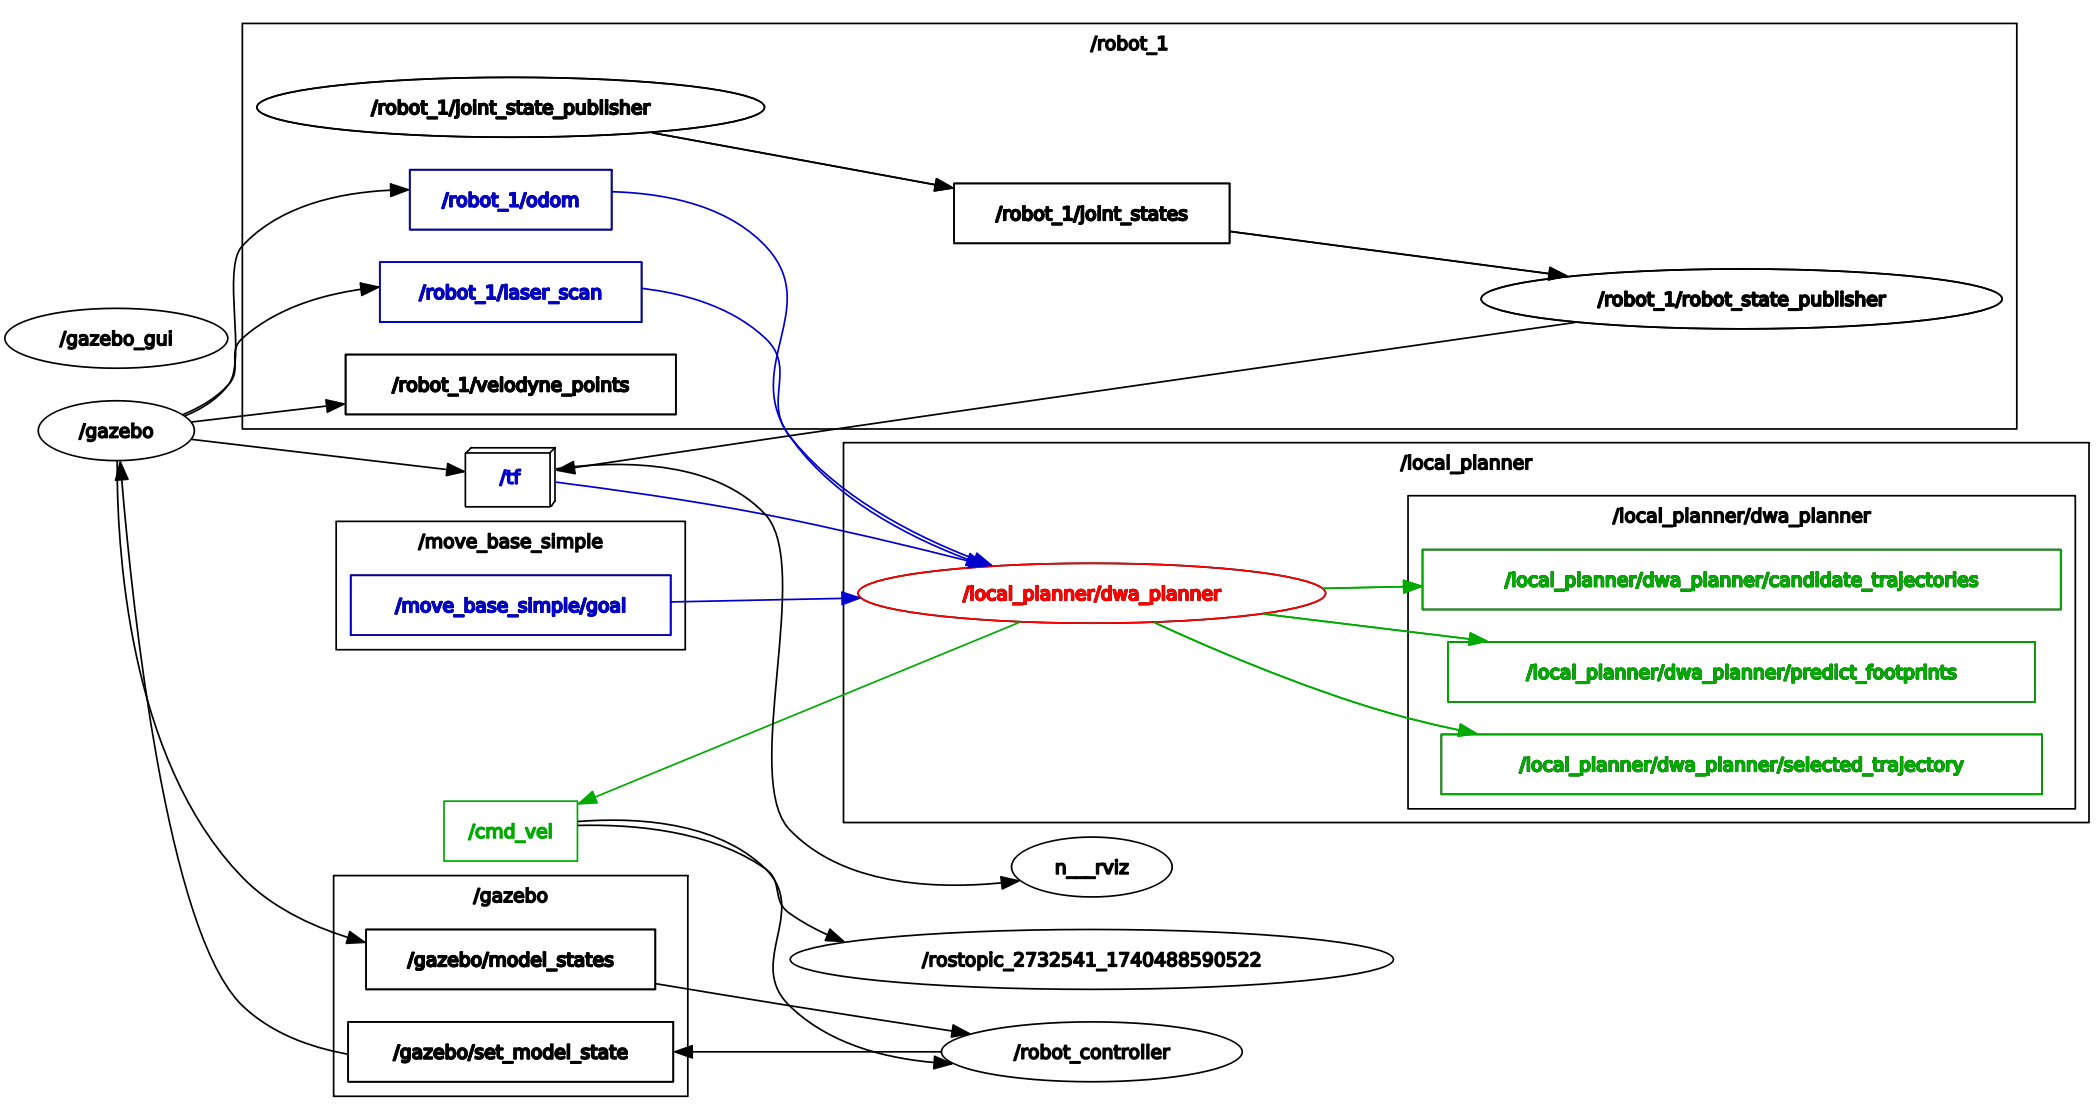 /robot_1
/robot_1/joint_state_publisher
/robot_1/odom
/robot_1/joint_states
/robot_1/laser_scan
/robot_1/robot_state_publisher
/gazebo_gui
/robot_1/velodyne_points
/gazebo
/tf
/local_planner
/local_planner/dwa_planner
/move_base_simple
/local_planner/dwa_planner/candidate_trajectories
/move_base_simple/goal
/local_planner/dwa_planner
/local_planner/dwa_planner/predict_footprints
/local_planner/dwa_planner/selected_trajectory
/cmd_vel
n___rviz
/gazebo
/gazebo/model_states
/rostopic_2732541_1740488590522
/gazebo/set_model_state
/robot_controller